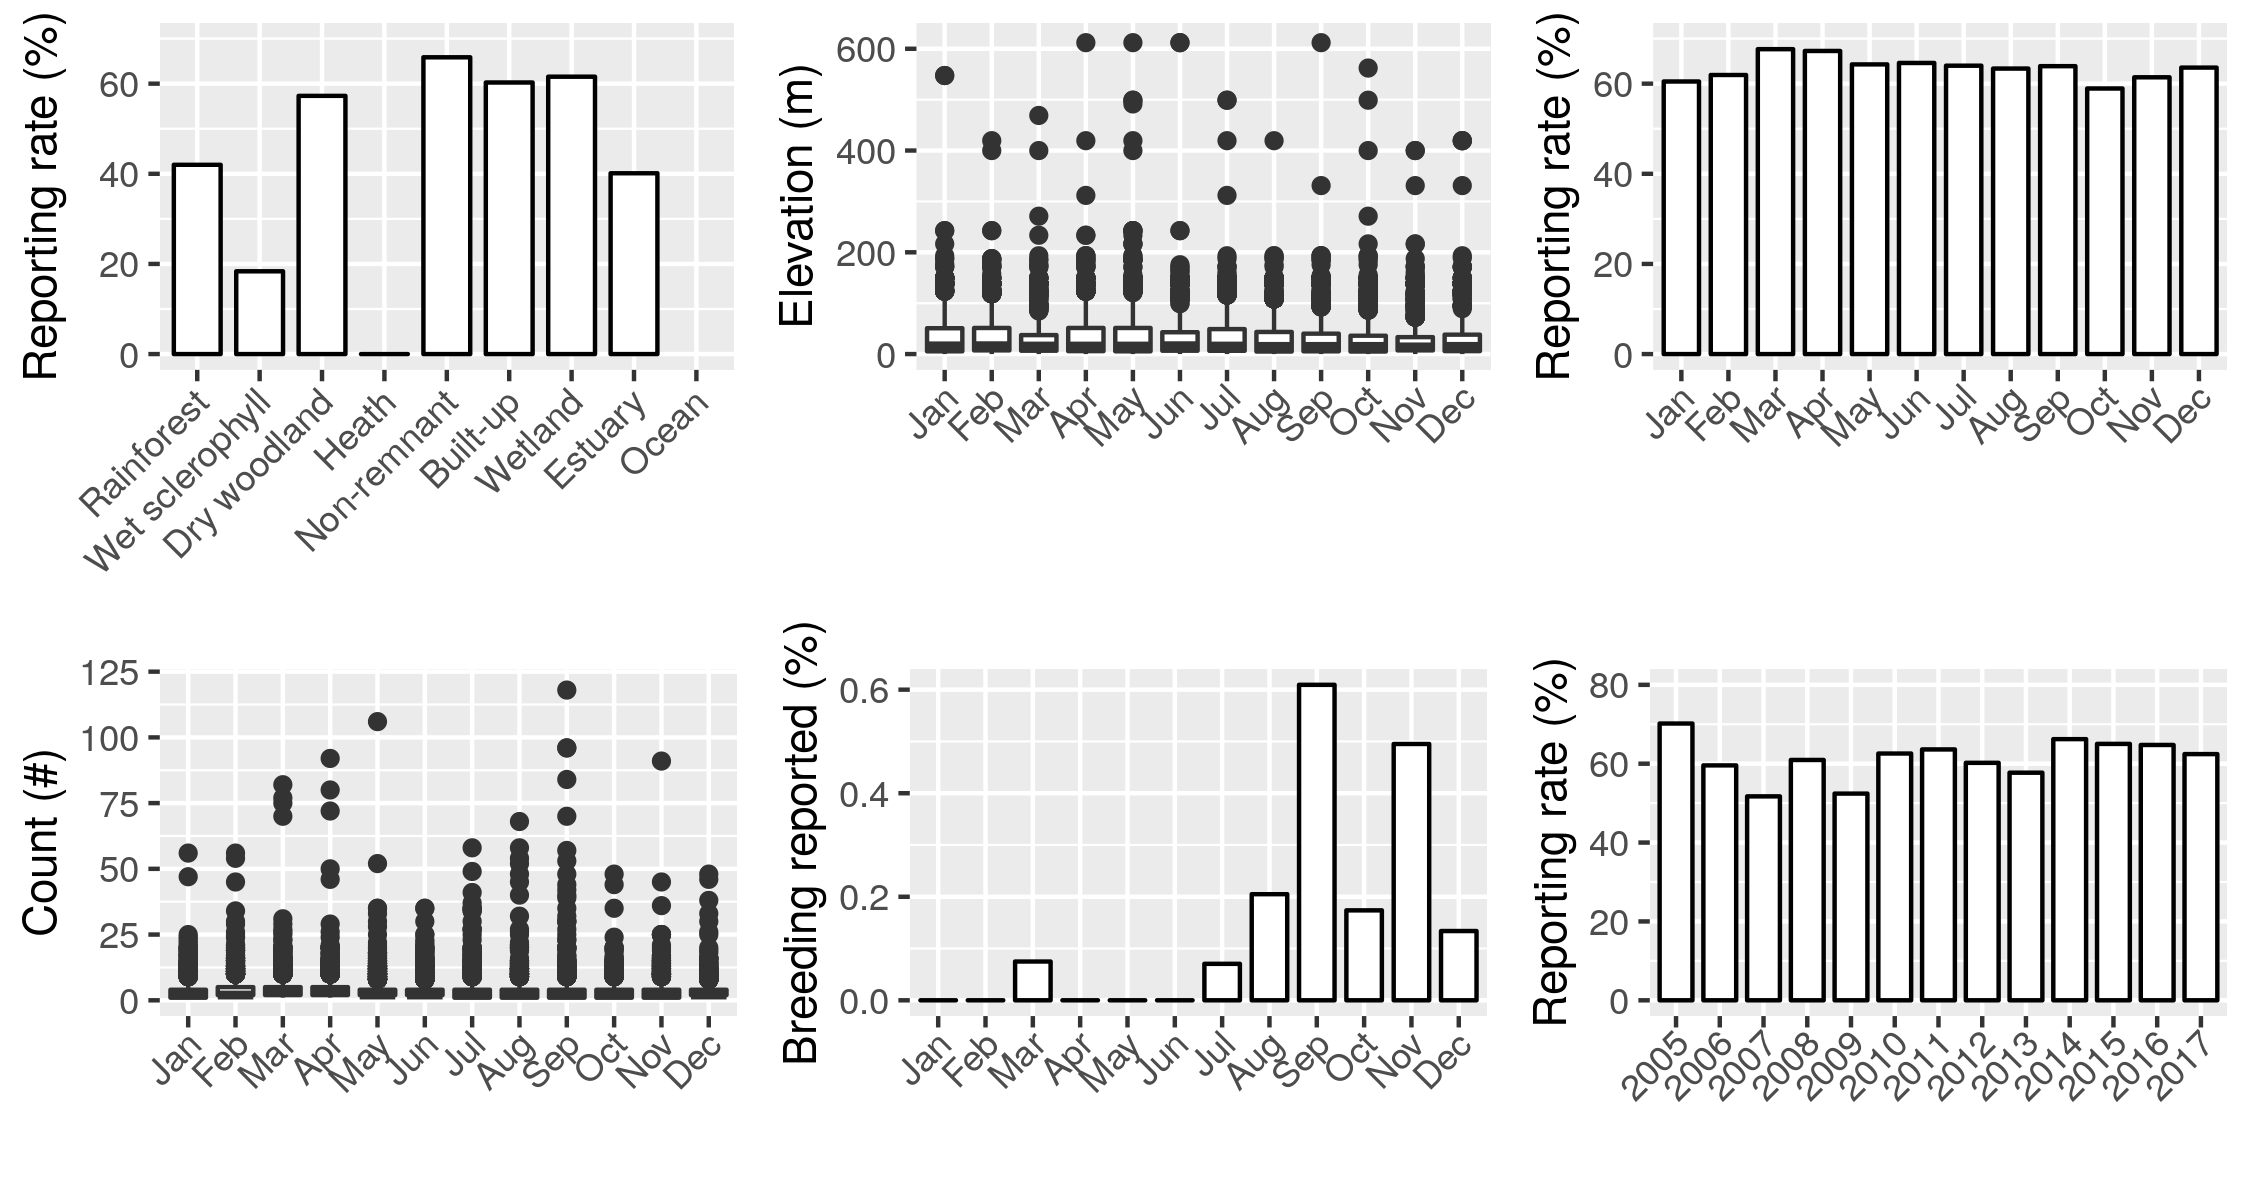 Reporting rate (%)
60
40
20
0
Rainforest
Wet sclerophyll
Dry woodland
Heath
Non-remnant
Built-up
Wetland
Estuary
Ocean
Elevation (m)
600
400
200
0
Jan
Feb
Mar
Apr
May
Jun
Jul
Aug
Sep
Oct
Nov
Dec
Reporting rate (%)
60
40
20
0
Jan
Feb
Mar
Apr
May
Jun
Jul
Aug
Sep
Oct
Nov
Dec
Count (#)
125
100
75
50
25
0
Jan
Feb
Mar
Apr
May
Jun
Jul
Aug
Sep
Oct
Nov
Dec
Breeding reported (%)
0.6
0.4
0.2
0.0
Jan
Feb
Mar
Apr
May
Jun
Jul
Aug
Sep
Oct
Nov
Dec
Reporting rate (%)
80
60
40
20
0
2005
2006
2007
2008
2009
2010
2011
2012
2013
2014
2015
2016
2017